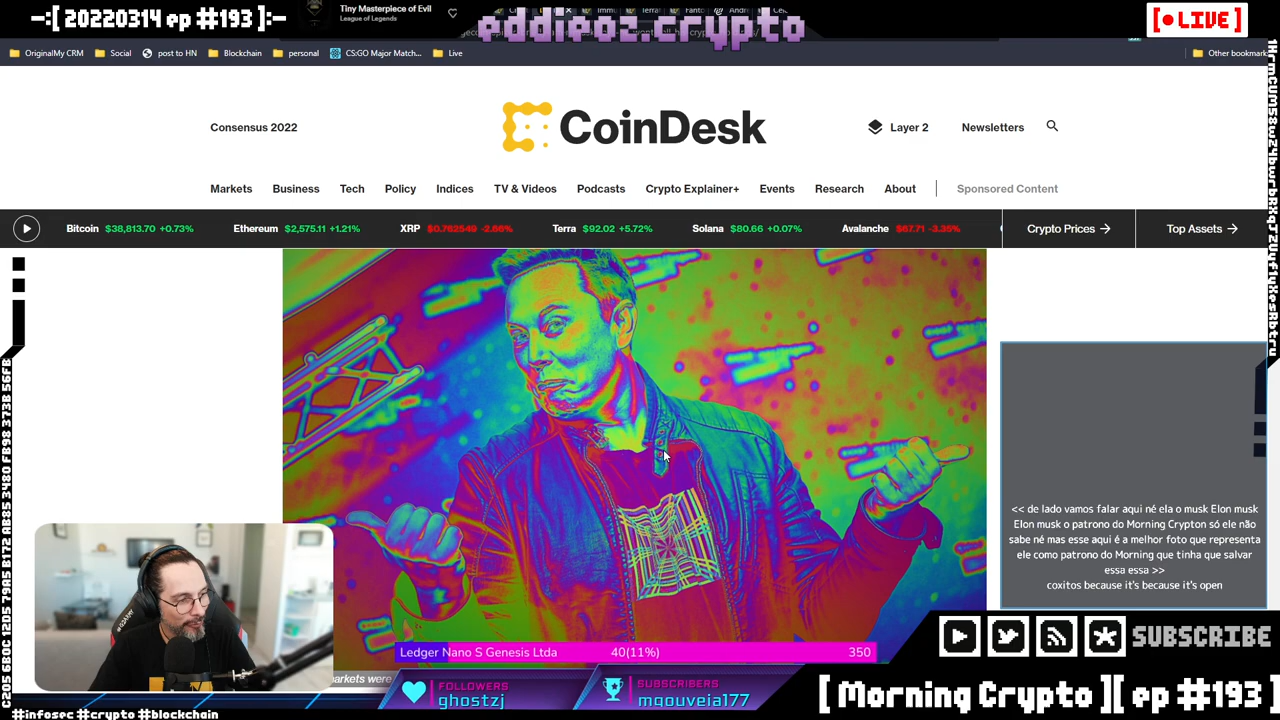 -:[ 20220314 ep #193 ]:-
Tiny Masterpiece of Evil
League of Legends
eddieoz.crypto
[•LIVE]
OriginalMy CRM
Social
post to HN
Blockchain
personal
CS:GO Major Match...
Live
Other bookmark
Consensus 2022
CoinDesk
Layer 2
Newsletters
Markets
Business
Tech
Policy
Indices
TV & Videos
Podcasts
Crypto Explainer+
Events
Research
About
Sponsored Content
Bitcoin $38,813.70 +0.73%
Ethereum $2,575.11 +1.21%
XRP $0.762549 -2.66%
Terra $92.02 +5.72%
Solana $80.66 +0.07%
Avalanche $67.71 -3.35%
Crypto Prices →
Top Assets →
<< de lado vamos falar aqui né ela o musk Elon musk
Elon musk o patrono do Morning Crypton só ele não
sabe né mas esse aqui é a melhor foto que representa
ele como patrono do Morning que tinha que salvar
essa essa >>
coxitos because it's because it's open
Ledger Nano S Genesis Ltda
40(11%)
350
arkets were
FOLLOWERS
ghostzj
SUBSCRIBERS
mgouveia177
SUBSCRIBE
[ Morning Crypto ][ ep #193 ]
#infosec #crypto #blockchain